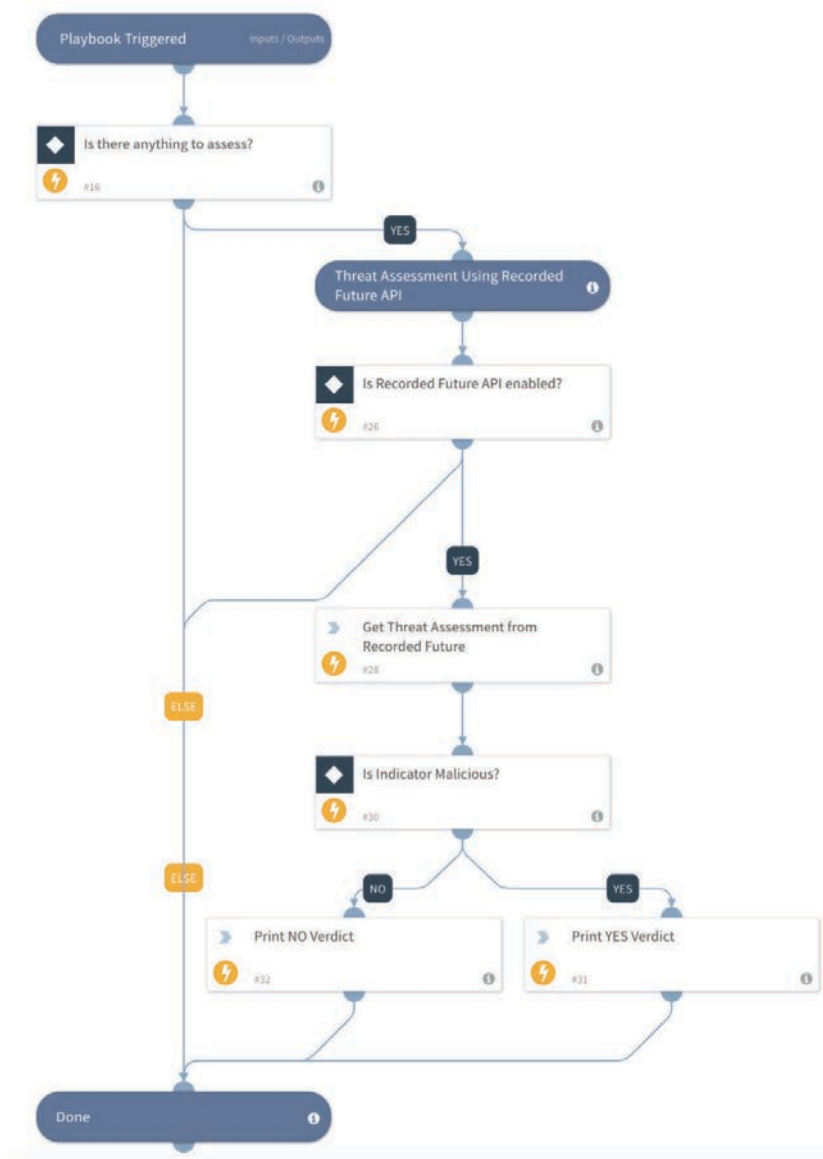 Playbook Triggered Inputs / Outputs
Is there anything to assess?
#16
YES
Threat Assessment Using Recorded
Future API
Is Recorded Future API enabled?
#26
YES
Get Threat Assessment from
Recorded Future
#28
ELSE
Is Indicator Malicious?
#30
ELSE
NO
YES
Print NO Verdict
#32
Print YES Verdict
#31
Done